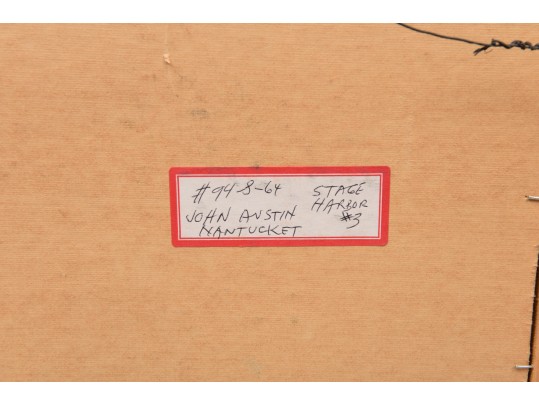 #94-8-64
JOHN AUSTIN
NANTUCKET
STAGE
HARBOR
#3